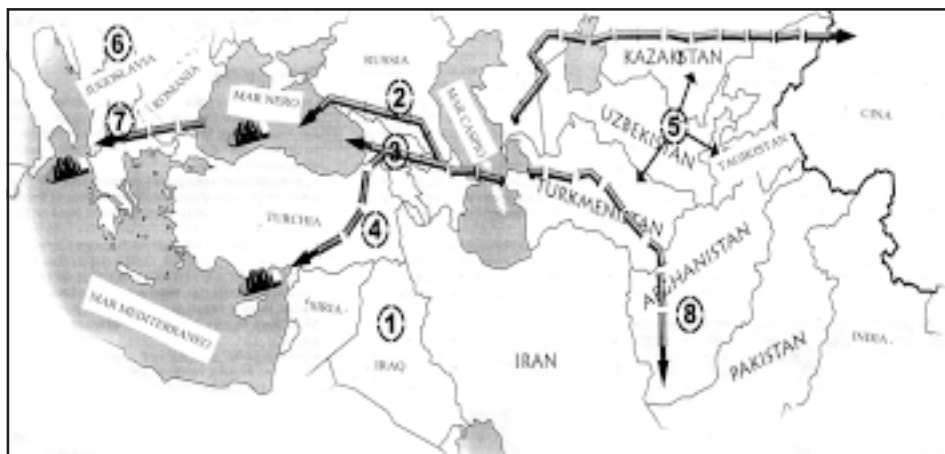 6
JUGOSLAVIA
ROMANIA
7
MAR NERO
RUSSIA
2
3
MAR CASPIO
KAZAKISTAN
UZBEKISTAN
5
TAGIKISTAN
CINA
TURCHIA
4
TURKMENISTAN
AFGHANISTAN
8
MAR MEDITERRANEO
SIRIA
1
IRAQ
IRAN
PAKISTAN
INDIA